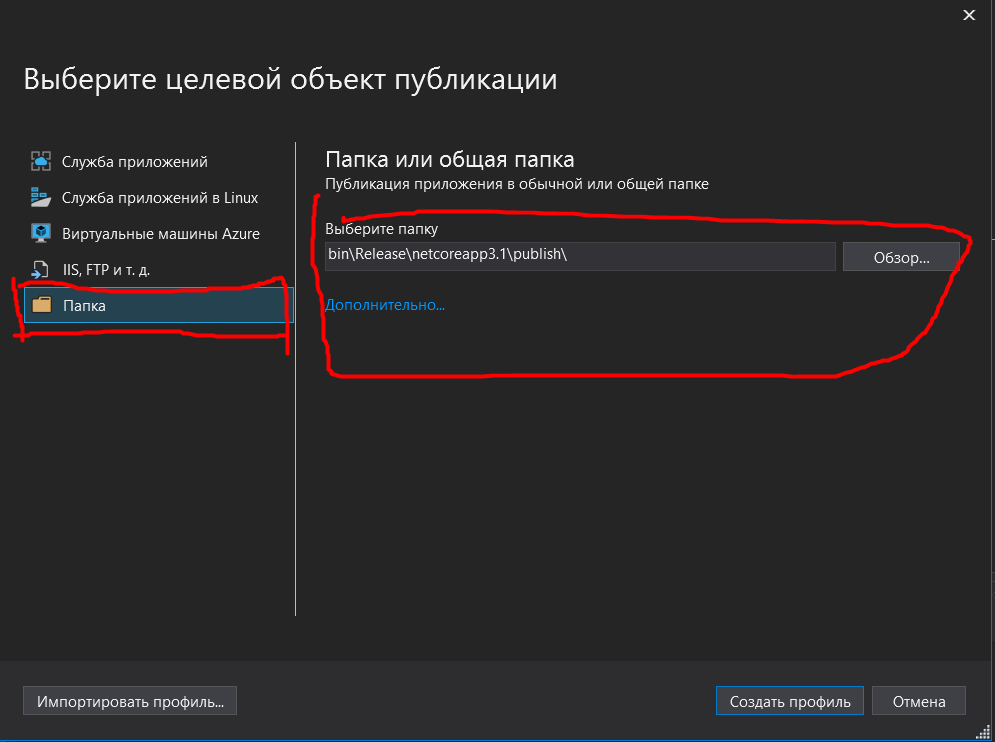 Выберите целевой объект публикации
Служба приложений
Служба приложений в Linux
Виртуальные машины Azure
IIS, FTP и т. д.
Папка
Папка или общая папка
Публикация приложения в обычной или общей папке
Выберите папку
bin\Release\netcoreapp3.1\publish\
Обзор...
Дополнительно...
Импортировать профиль...
Создать профиль
Отмена